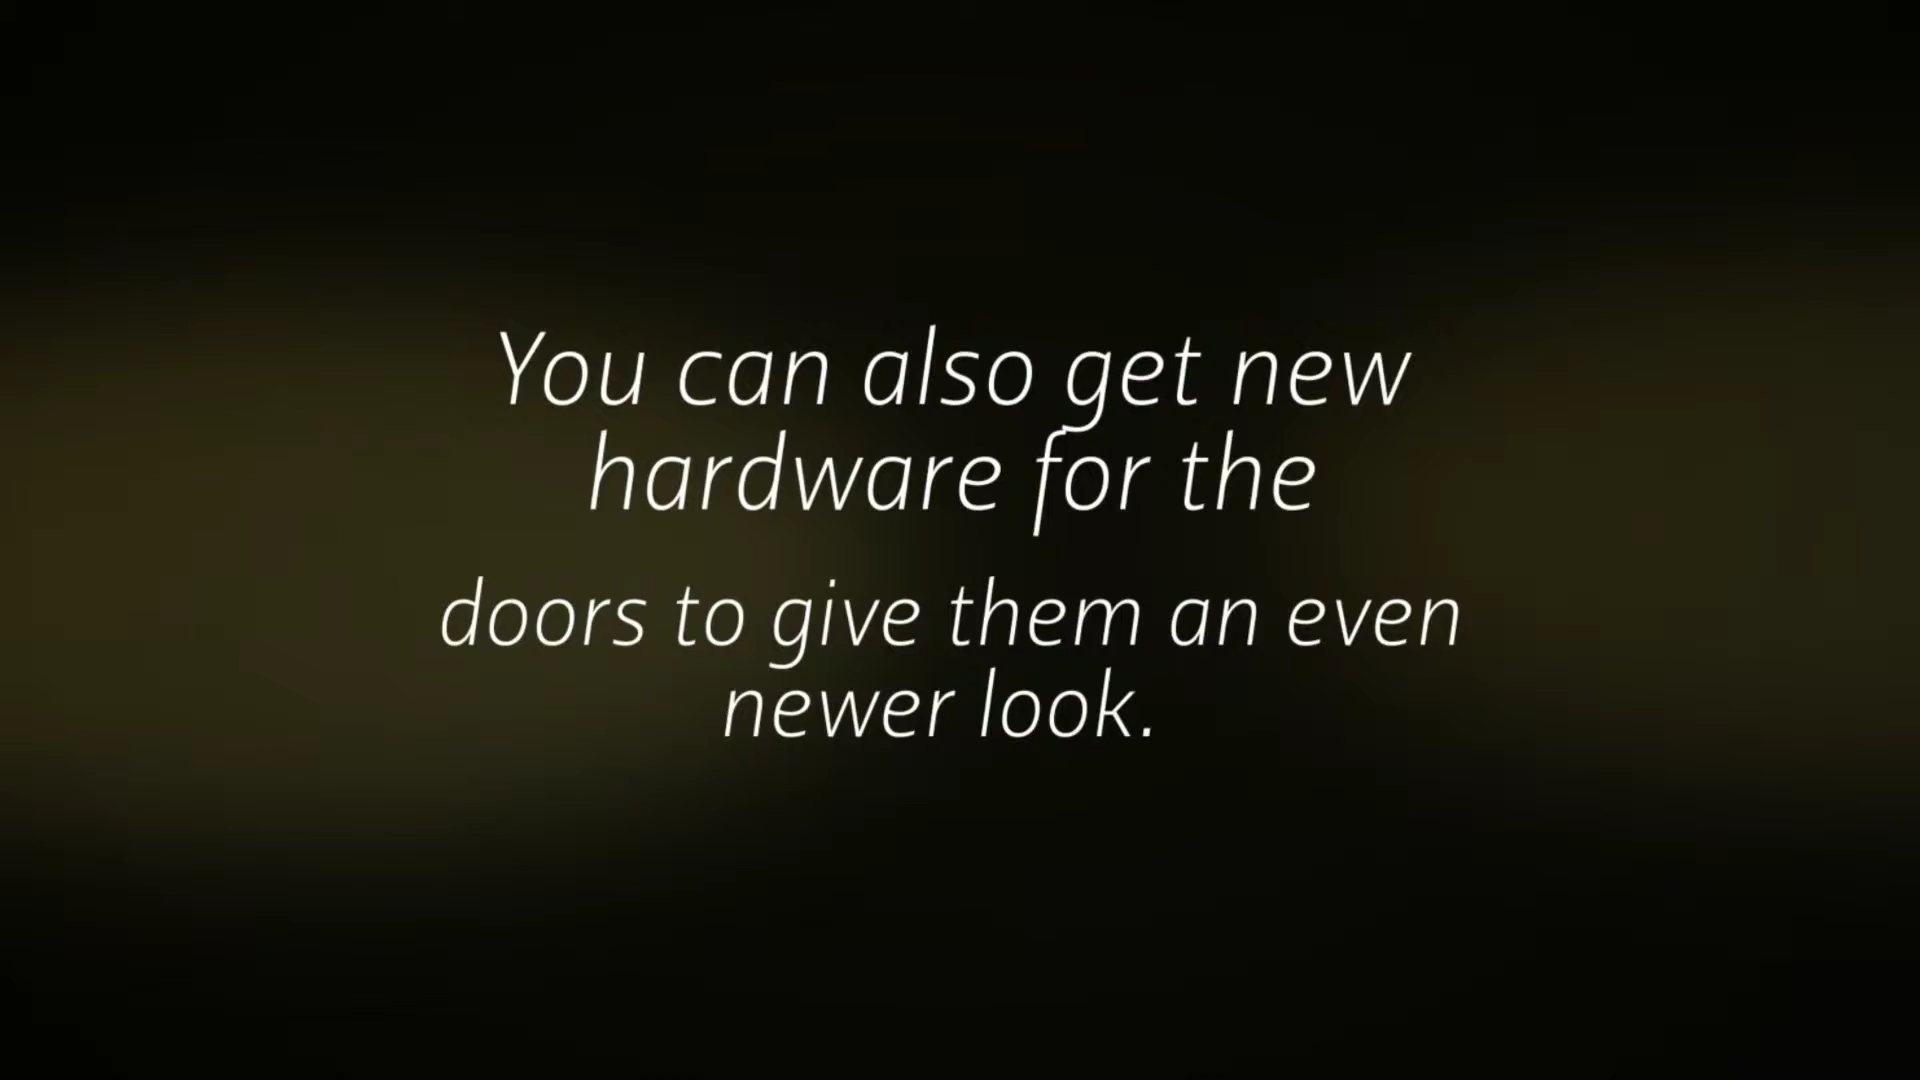 You can also get new
hardware for the
doors to give them an even
newer look.